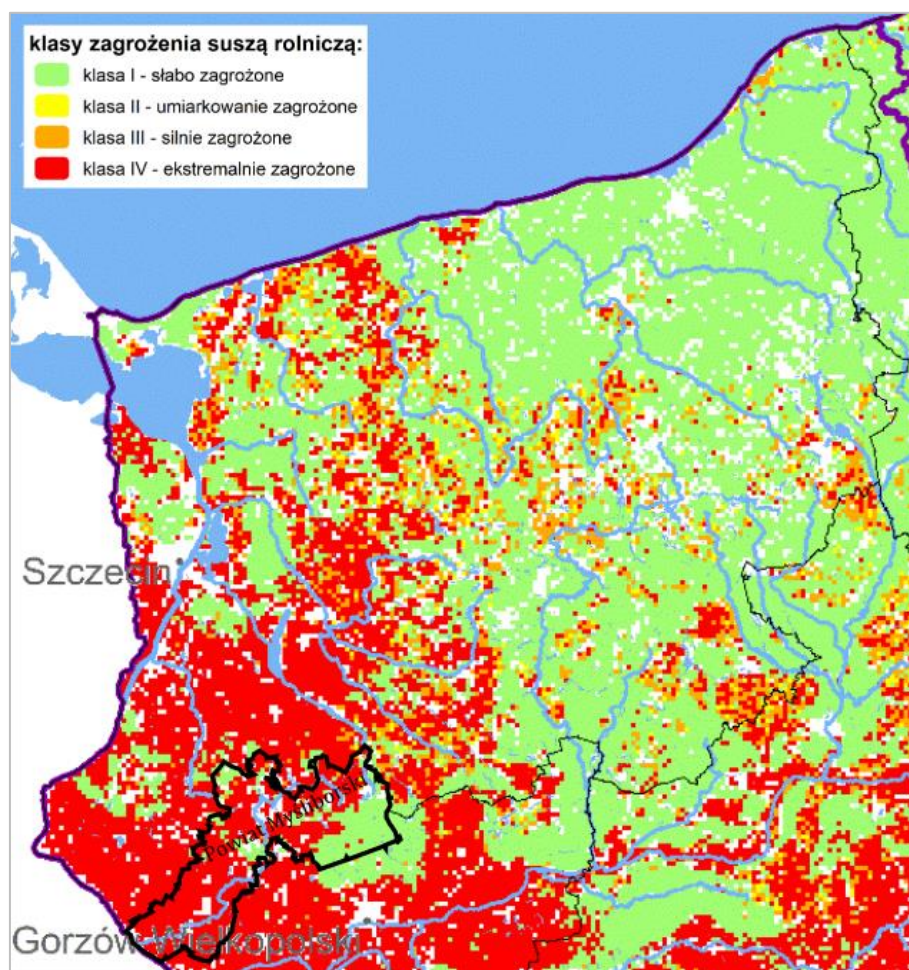 klasy zagrożenia suszą rolniczą:
klasa I - słabo zagrożone
klasa II - umiarkowanie zagrożone
klasa III - silnie zagrożone
klasa IV - ekstremalnie zagrożone
Szczecin
Powiat Myśliborski
Gorzów Wielkopolski